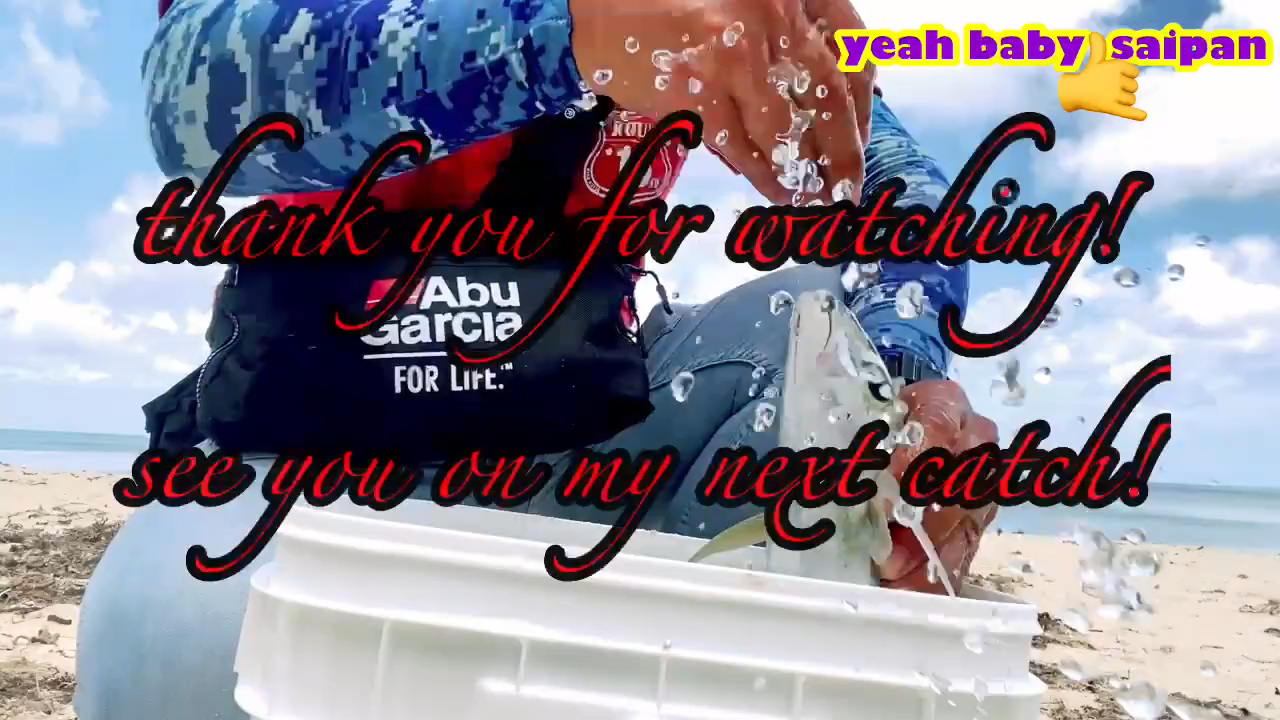 yeah baby saipan
thank you for watching!
Abu
Garcia
FOR LIFE.™
see you on my next catch!